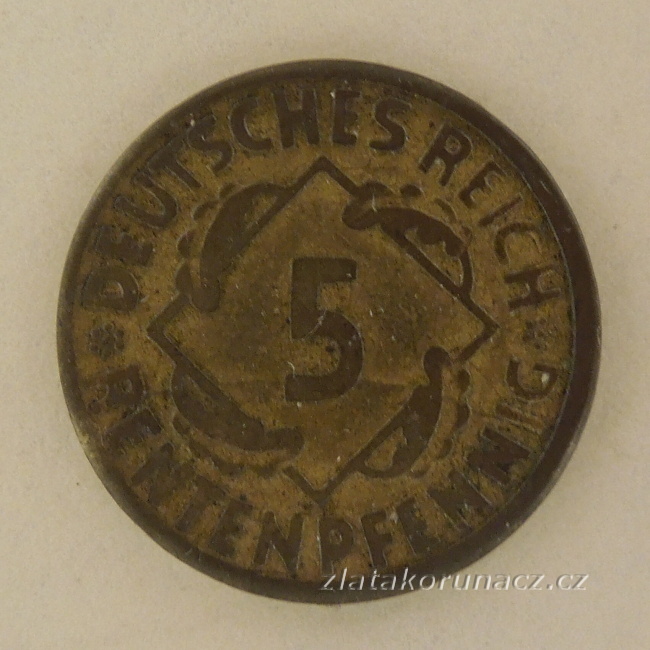 DEUTSCHES REICH
5
* RENTENPFENNIG *
zlatakorunacz.cz